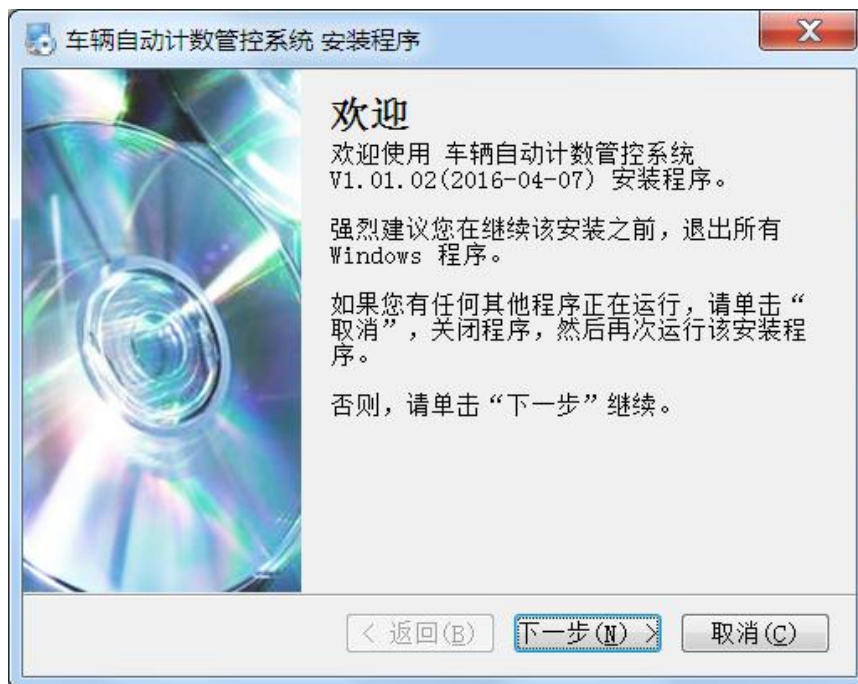 车辆自动计数管控系统 安装程序
欢迎
欢迎使用 车辆自动计数管控系统
V1.01.02(2016-04-07) 安装程序。
强烈建议您在继续该安装之前，退出所有
Windows 程序。
如果您有任何其他程序正在运行，请单击“
取消”，关闭程序，然后再次运行该安装程
序。
否则，请单击“下一步”继续。
< 返回(B)
下一步(N) >
取消(C)